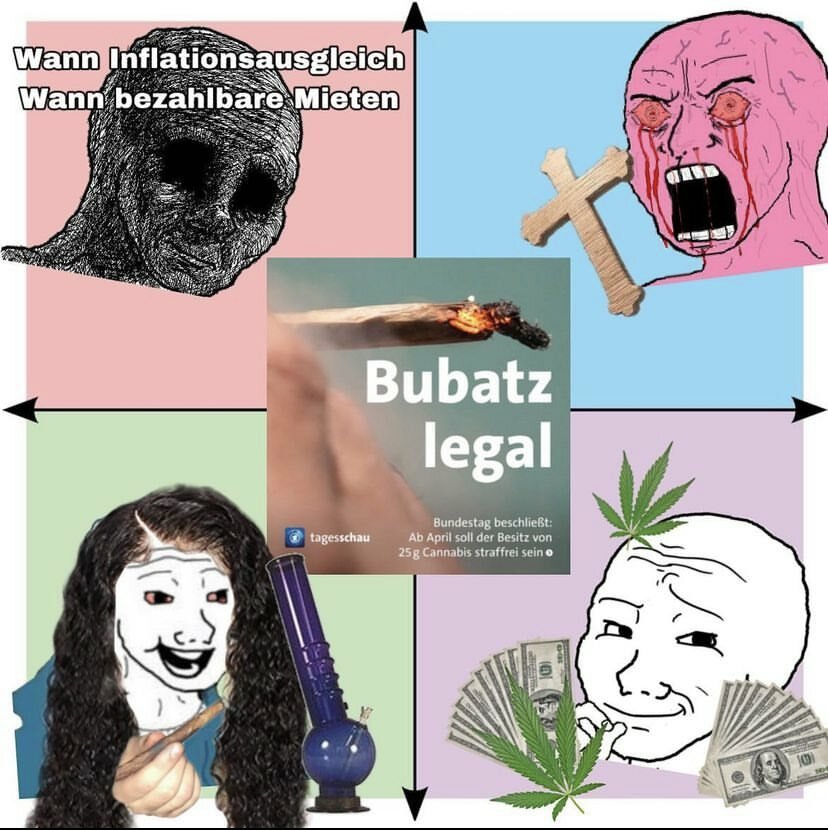 Wann Inflationsausgleich
Wann bezahlbare Mieten
Bubatz
legal
tagesschau
Bundestag beschließt:
Ab April soll der Besitz von
25 g Cannabis straffrei sein